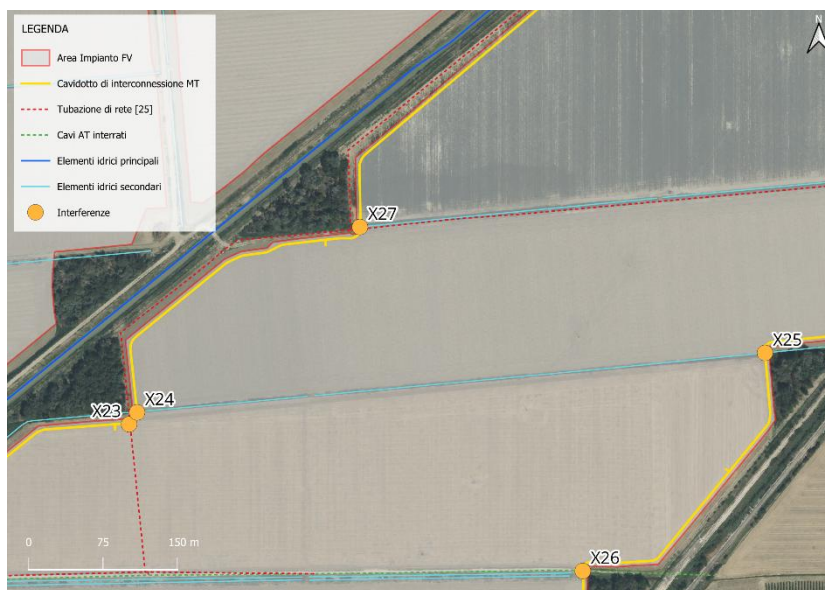 LEGENDA
Area Impianto FV
Cavidotto di interconnessione MT
Tubazione di rete [25]
Cavi AT interrati
Elementi idrici principali
Elementi idrici secondari
Interferenze
N
X27
X25
X24
X23
X26
0 75 150 m